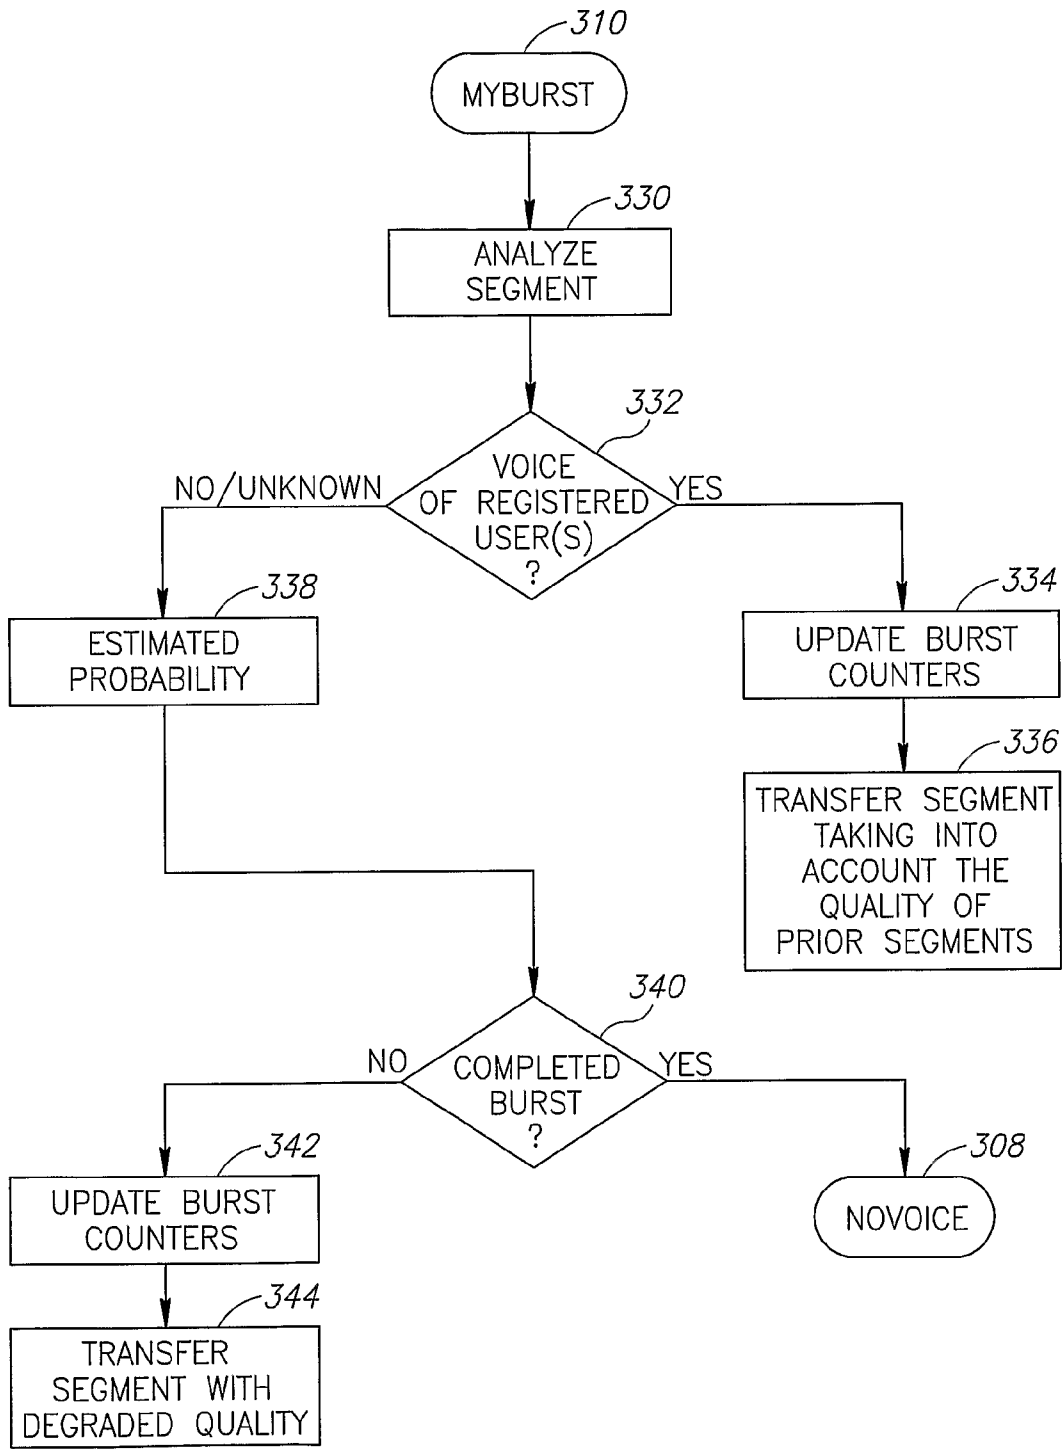 310
MYBURST
330
ANALYZE
SEGMENT
332
VOICE
OF REGISTERED
USER(S)
?
NO/UNKNOWN
YES
338
ESTIMATED
PROBABILITY
334
UPDATE BURST
COUNTERS
336
TRANSFER SEGMENT
TAKING INTO
ACCOUNT THE
QUALITY OF
PRIOR SEGMENTS
340
COMPLETED
BURST
?
NO
YES
342
UPDATE BURST
COUNTERS
308
NOVOICE
344
TRANSFER
SEGMENT WITH
DEGRADED QUALITY